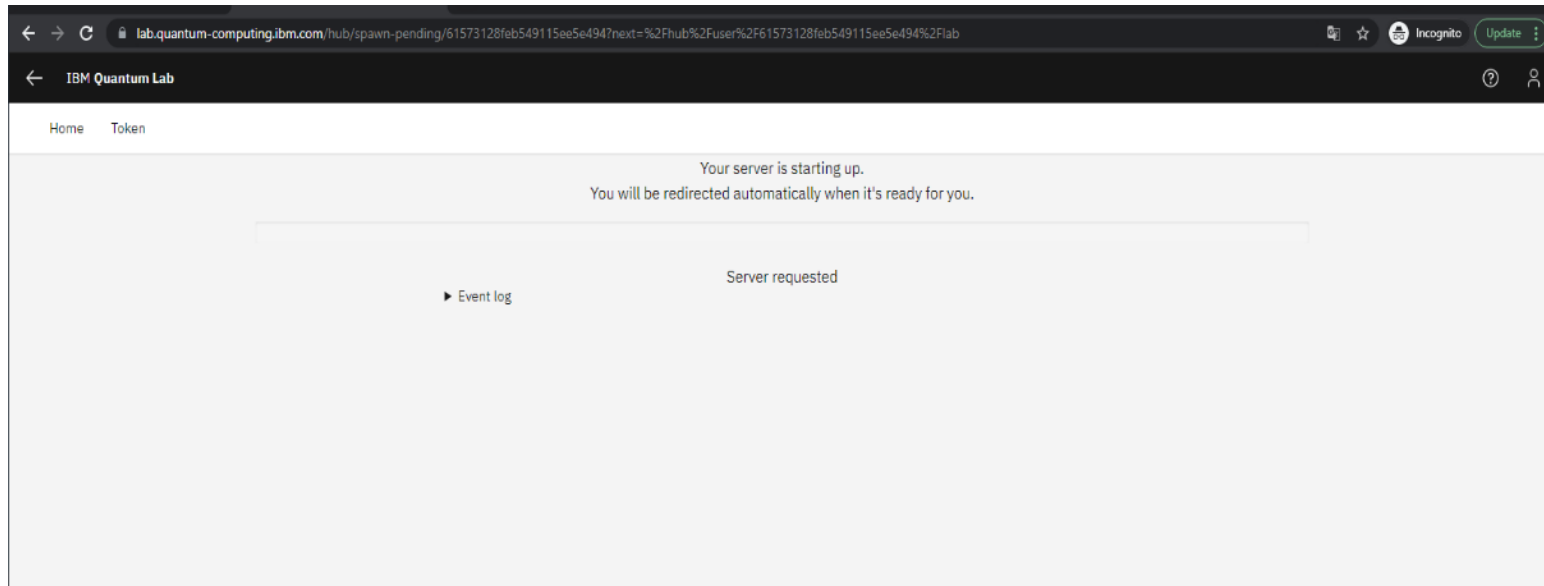 lab.quantum-computing.ibm.com/hub/spawn-pending/61573128feb549115ee5e494?next=%2Fhub%2Fuser%2F61573128feb549115ee5e494%2Flab
Incognito
Update
IBM Quantum Lab
Home Token
Your server is starting up.
You will be redirected automatically when it's ready for you.
Server requested
Event log